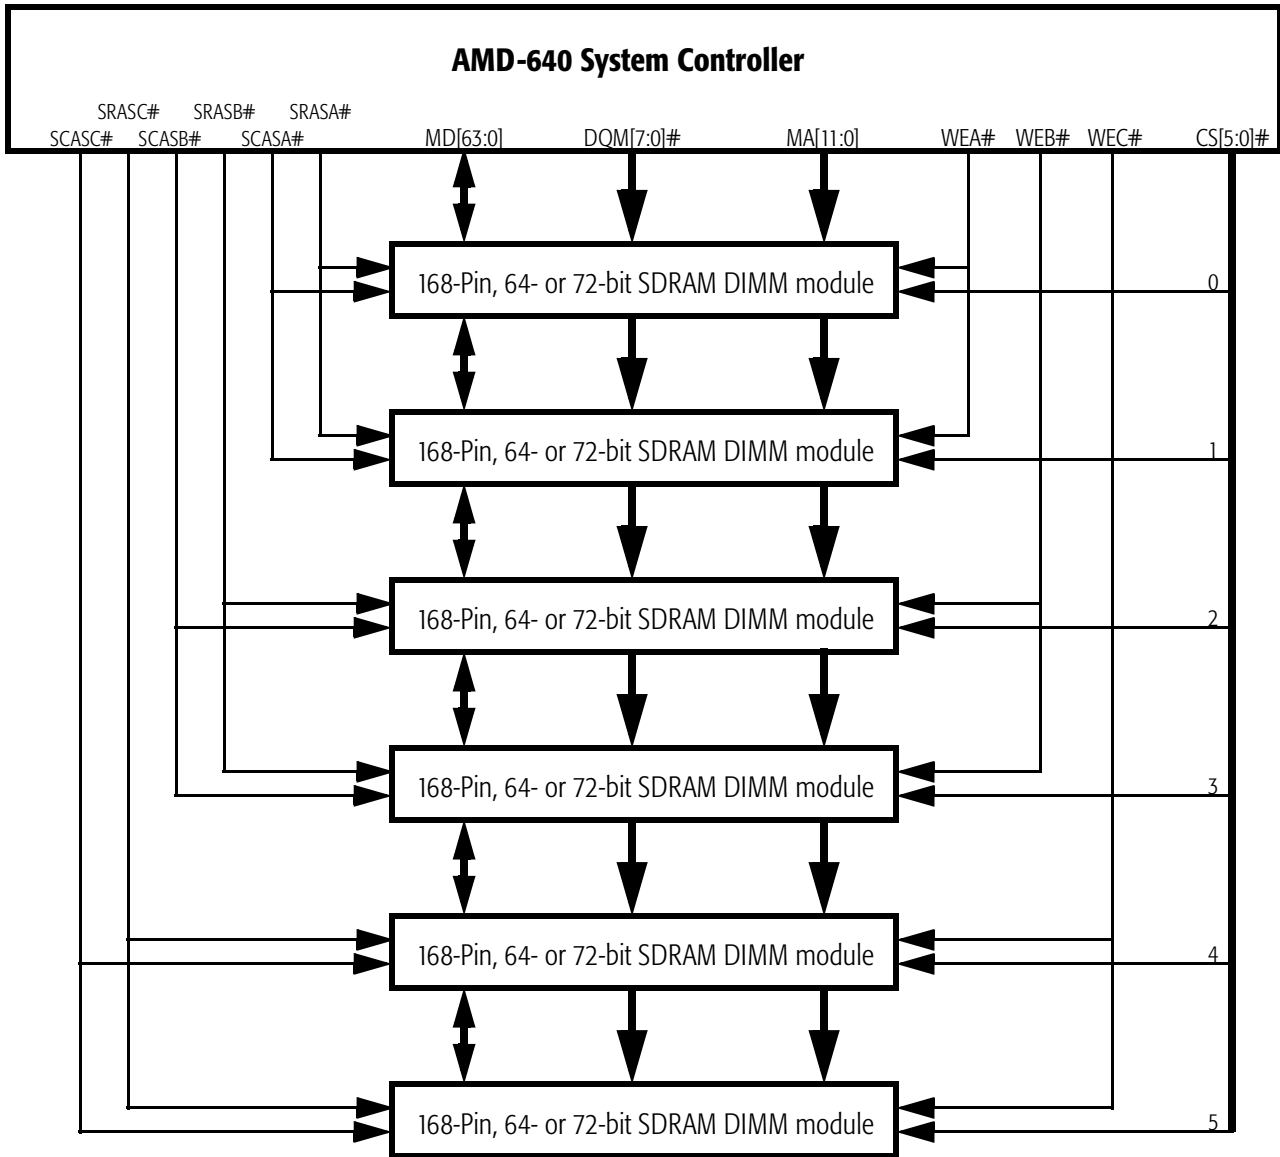 AMD-640 System Controller
SRASC# SRASB# SRASA#
SCASC# SCASB# SCASA# MD[63:0] DQM[7:0]# MA[11:0] WEA# WEB# WEC# CS[5:0]#
168-Pin, 64- or 72-bit SDRAM DIMM module 0
168-Pin, 64- or 72-bit SDRAM DIMM module 1
168-Pin, 64- or 72-bit SDRAM DIMM module 2
168-Pin, 64- or 72-bit SDRAM DIMM module 3
168-Pin, 64- or 72-bit SDRAM DIMM module 4
168-Pin, 64- or 72-bit SDRAM DIMM module 5